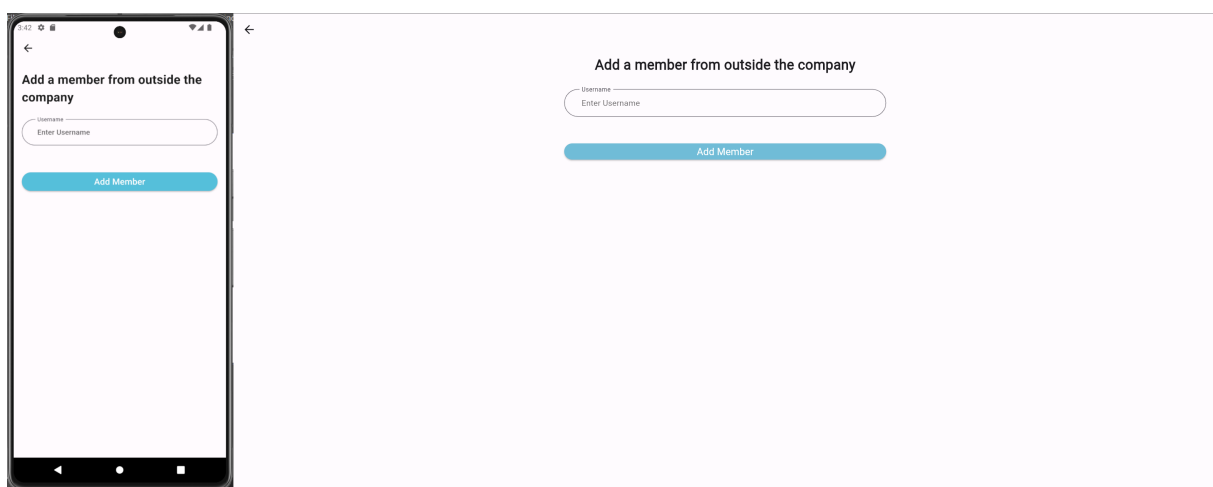 3:42
Add a member from outside the
company
Username
Enter Username
Add Member
Add a member from outside the company
Username
Enter Username
Add Member